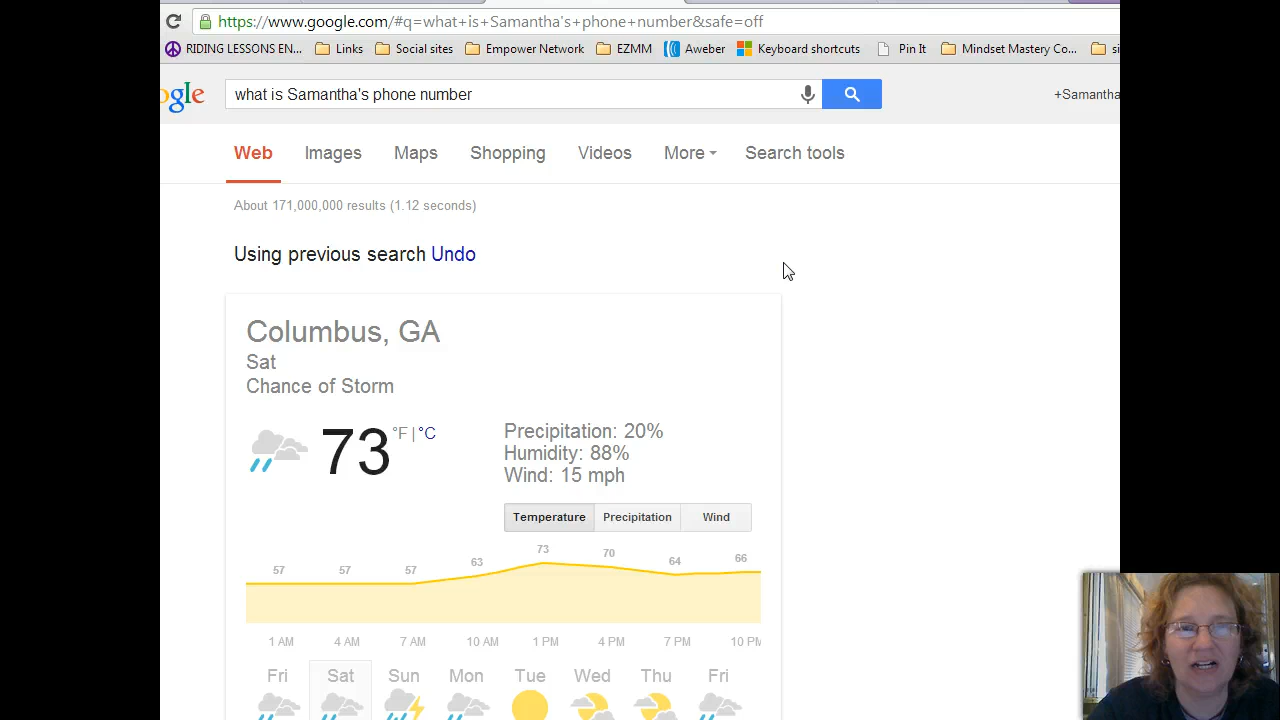 https://www.google.com/#q=what+is+Samantha's+phone+number&safe=off
RIDING LESSONS EN... Links Social sites Empower Network EZMM Aweber Keyboard shortcuts Pin It Mindset Mastery Co... si
ogle what is Samantha's phone number +Samantha
Web Images Maps Shopping Videos More Search tools
About 171,000,000 results (1.12 seconds)
Using previous search Undo
Columbus, GA
Sat
Chance of Storm
73 °F | °C
Precipitation: 20%
Humidity: 88%
Wind: 15 mph
Temperature Precipitation Wind
57 57 57 63 73 70 64 66
1 AM 4 AM 7 AM 10 AM 1 PM 4 PM 7 PM 10 PM
Fri Sat Sun Mon Tue Wed Thu Fri